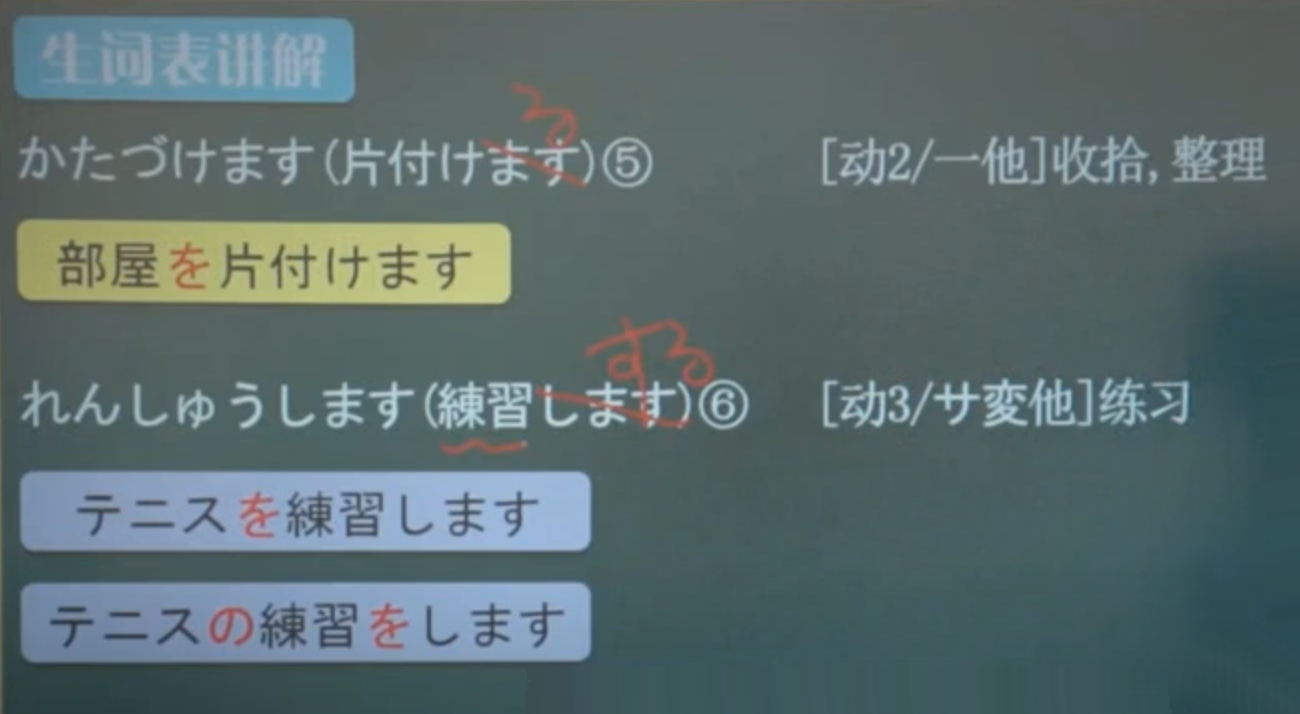 生词表讲解
る
かたづけます(片付けます)⑤ [动2/一他]收拾,整理
部屋を片付けます
する
れんしゅうします(練習します)⑥ [动3/サ変他]练习
テニスを練習します
テニスの練習をします